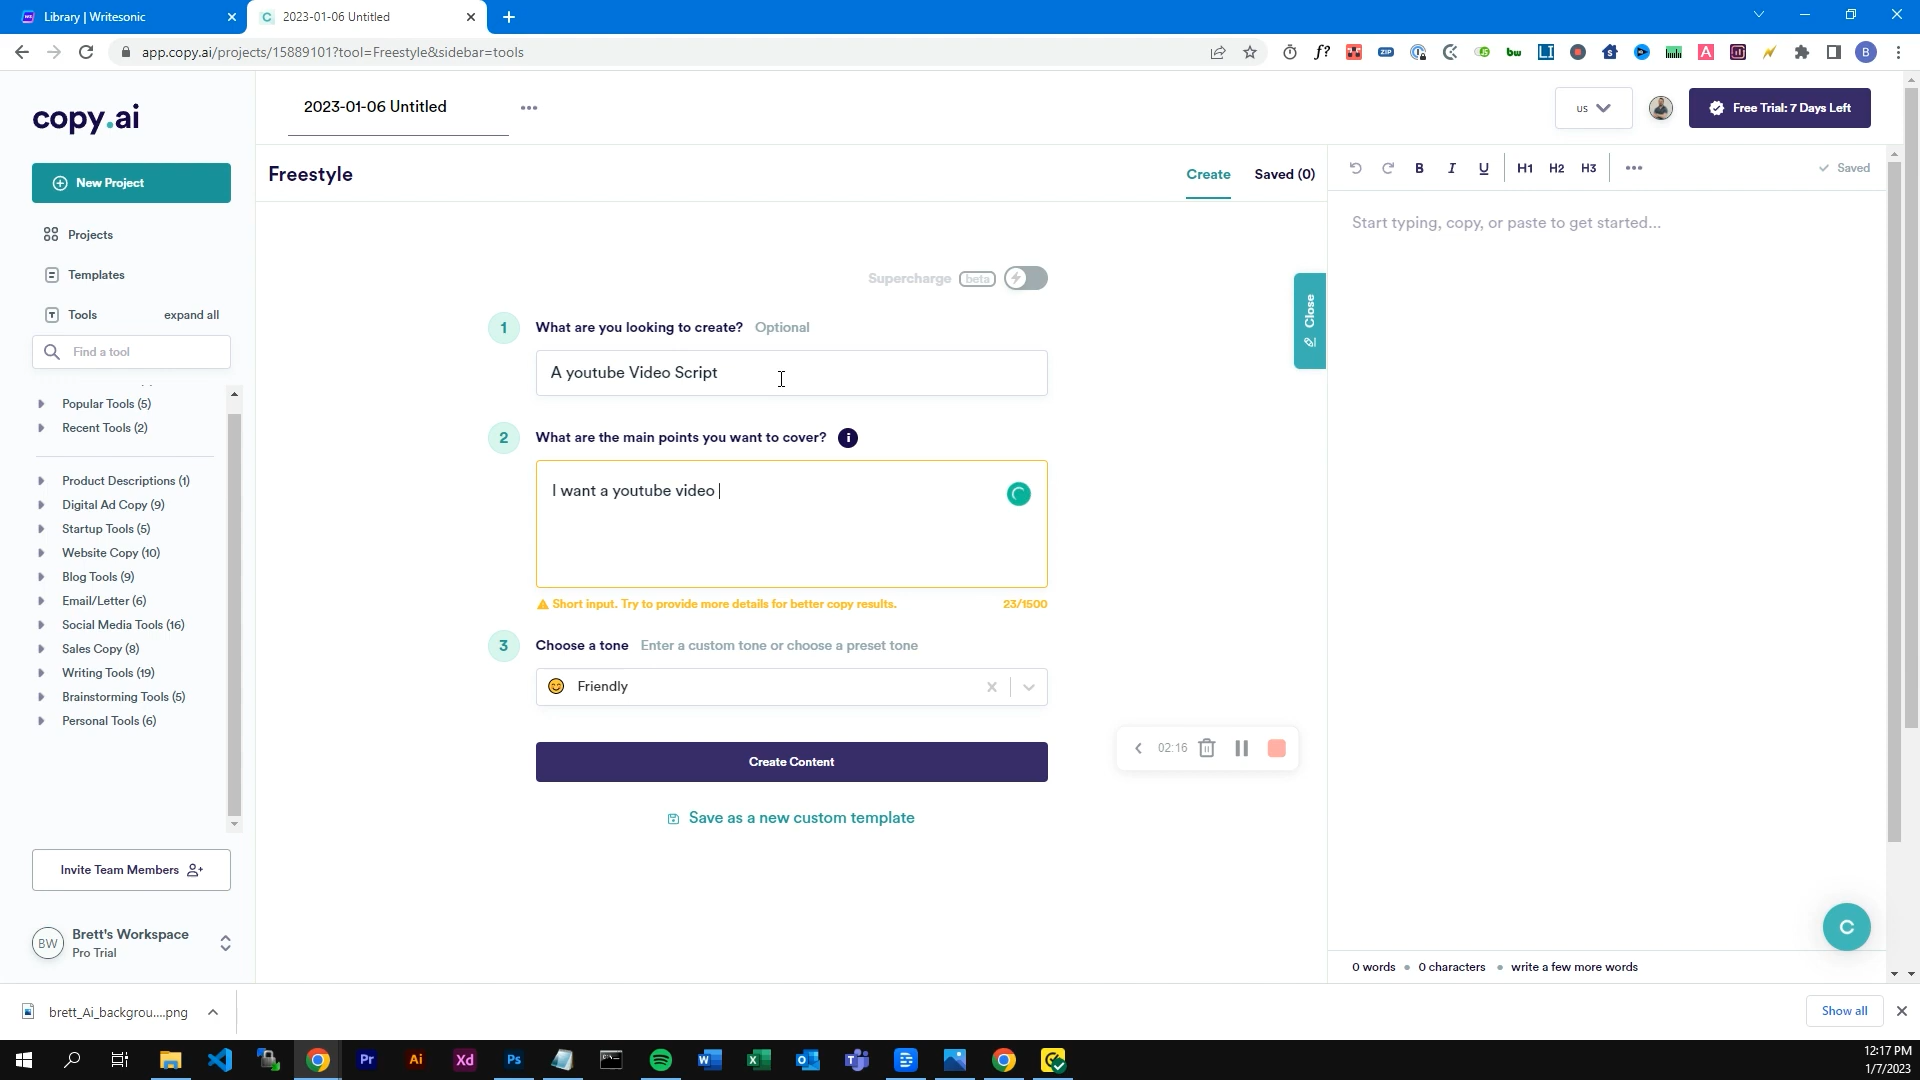 Library | Writesonic
2023-01-06 Untitled
app.copy.ai/projects/15889101?tool=Freestyle&sidebar=tools
copy.ai
2023-01-06 Untitled
us
Free Trial: 7 Days Left
New Project
Freestyle
Create
Saved (0)
B
I
U
H1
H2
H3
Saved
Projects
Templates
Tools
expand all
Find a tool
Popular Tools (5)
Recent Tools (2)
Product Descriptions (1)
Digital Ad Copy (9)
Startup Tools (5)
Website Copy (10)
Blog Tools (9)
Email/Letter (6)
Social Media Tools (16)
Sales Copy (8)
Writing Tools (19)
Brainstorming Tools (5)
Personal Tools (6)
Invite Team Members
BW
Brett's Workspace
Pro Trial
Supercharge beta
1
What are you looking to create? Optional
A youtube Video Script
2
What are the main points you want to cover?
I want a youtube video
Short input. Try to provide more details for better copy results.
23/1500
3
Choose a tone Enter a custom tone or choose a preset tone
Friendly
Create Content
Save as a new custom template
02:16
Close
Start typing, copy, or paste to get started...
C
0 words • 0 characters • write a few more words
brett_Ai_backgrou....png
Show all
Pr
Ai
Xd
Ps
12:17 PM
1/7/2023